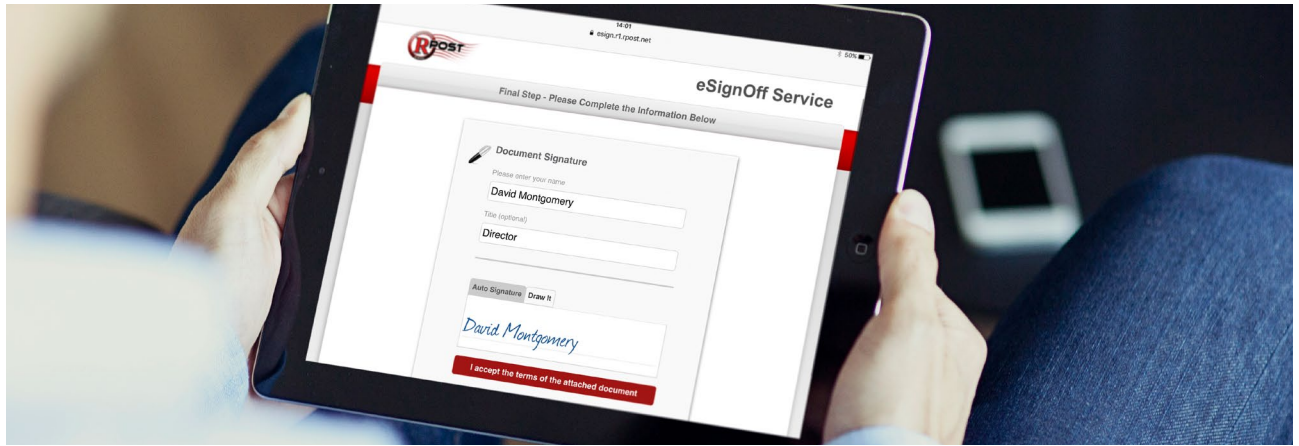 14:01
esign.r1.rpost.net
50%
RPOST
eSignOff Service
Final Step - Please Complete the Information Below
Document Signature
Please enter your name
David Montgomery
Title (optional)
Director
Auto Signature Draw It
David Montgomery
I accept the terms of the attached document